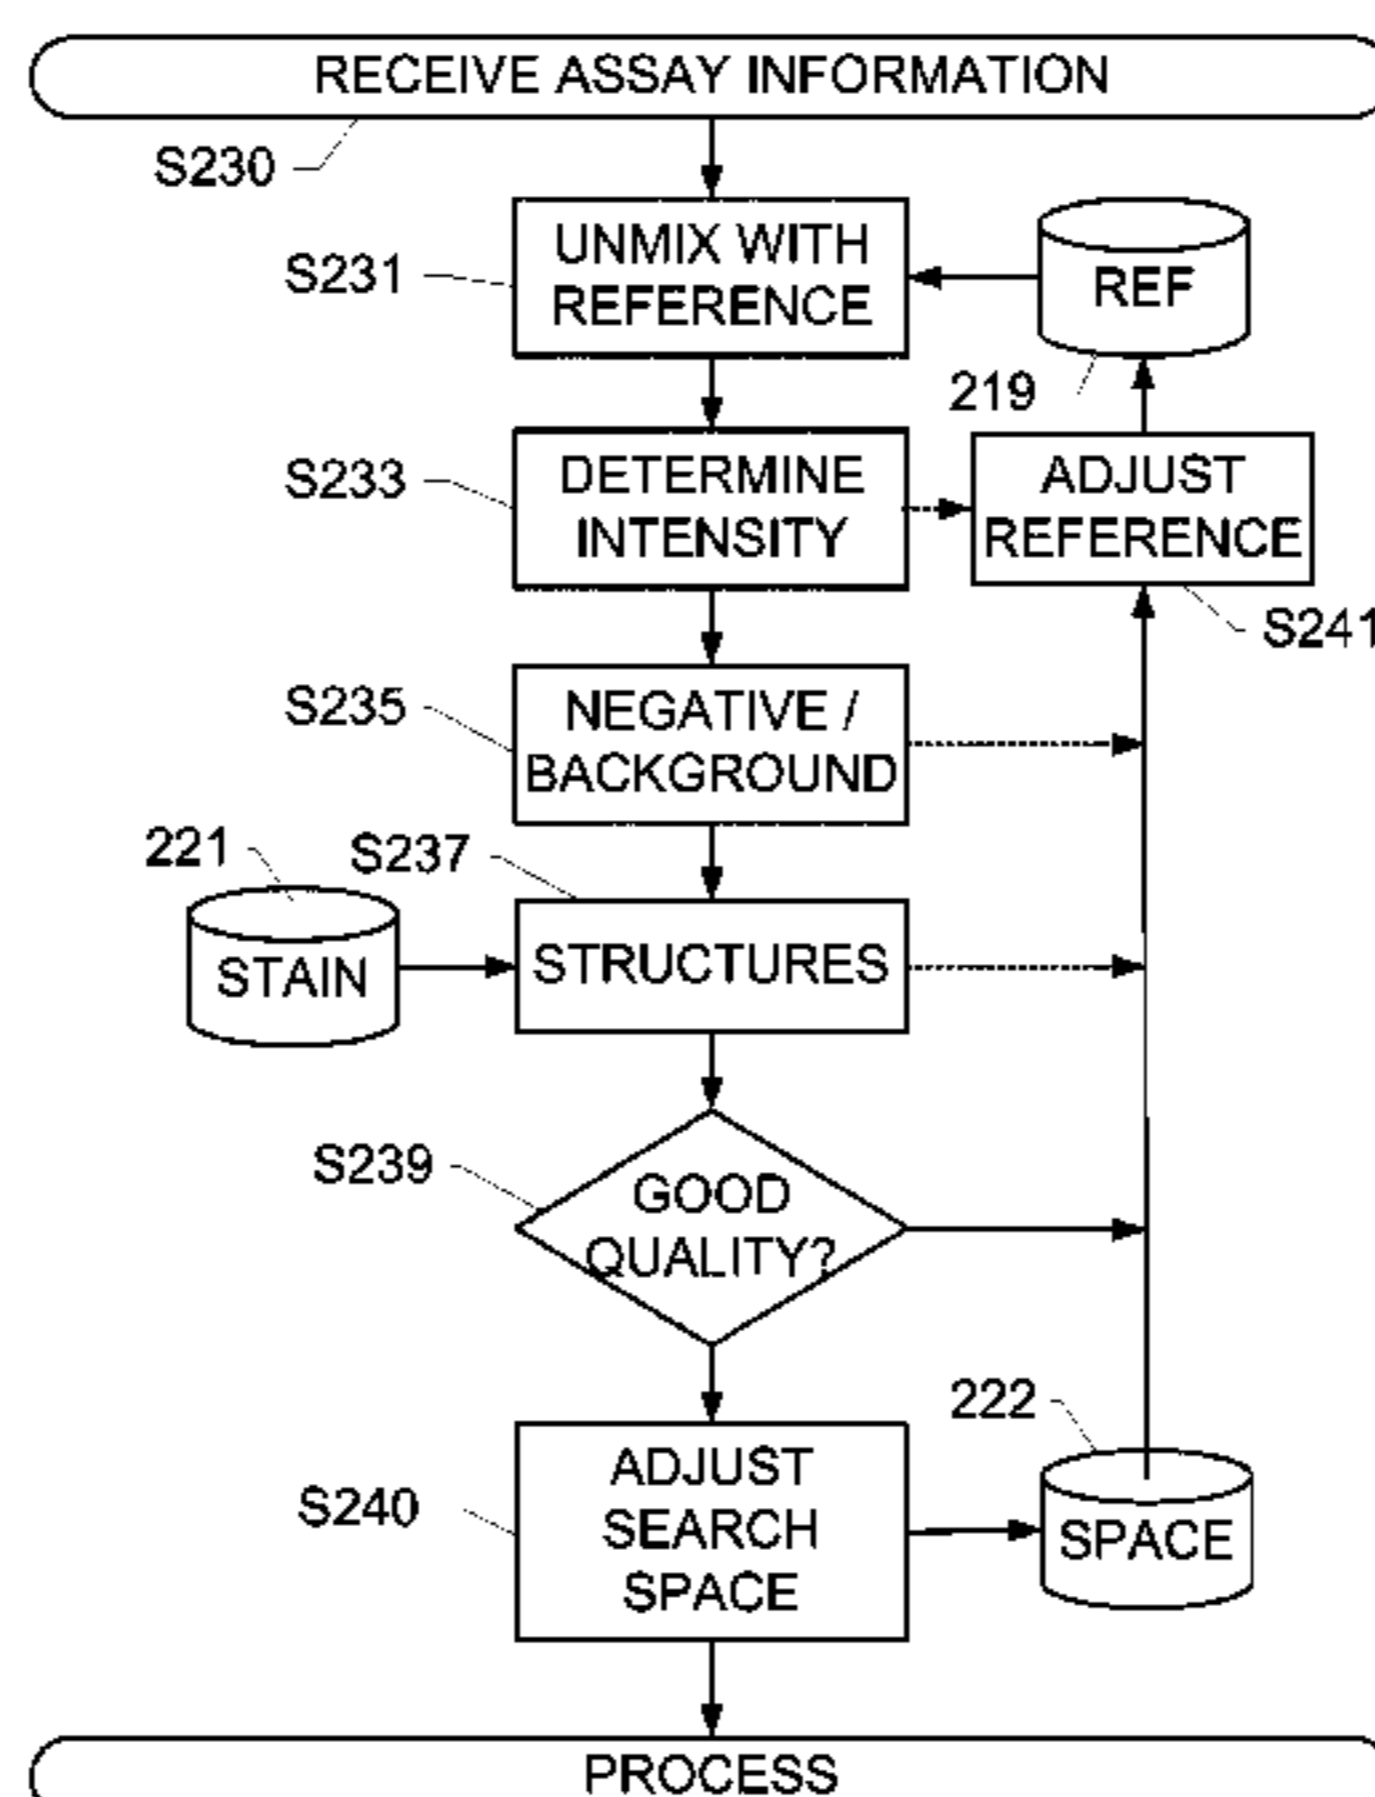 RECEIVE ASSAY INFORMATION
S230
UNMIX WITH
REFERENCE
S231
REF
219
DETERMINE
INTENSITY
S233
ADJUST
REFERENCE
S241
NEGATIVE /
BACKGROUND
S235
221
S237
STAIN
STRUCTURES
S239
GOOD
QUALITY?
222
ADJUST
SEARCH
SPACE
S240
SPACE
PROCESS